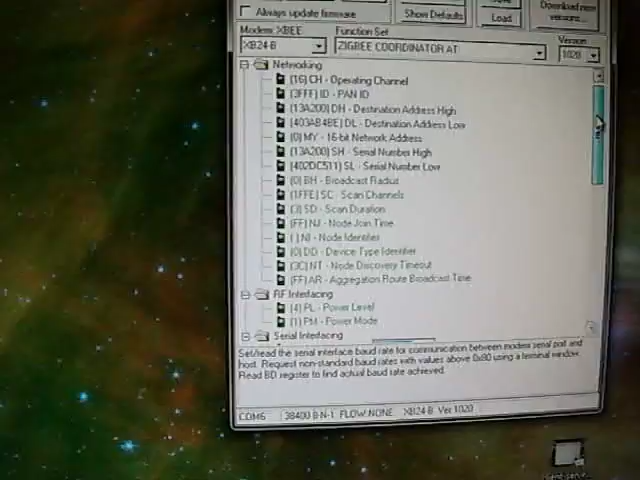 Always update firmware
Show Defaults
Load
Download new
versions...
Modem: XBEE
Function Set
Version
XB24-B
ZIGBEE COORDINATOR AT
1020
Networking
(16) CH - Operating Channel
(3FFF) ID - PAN ID
(13A200) DH - Destination Address High
(403AB4BE) DL - Destination Address Low
(0) MY - 16-bit Network Address
(13A200) SH - Serial Number High
(402DC511) SL - Serial Number Low
(0) BH - Broadcast Radius
(1FFE) SC - Scan Channels
(3) SD - Scan Duration
(FF) NJ - Node Join Time
( ) NI - Node Identifier
(0) DD - Device Type Identifier
(3C) NT - Node Discovery Timeout
(FF) AR - Aggregation Route Broadcast Time
RF Interfacing
(4) PL - Power Level
(1) PM - Power Mode
Serial Interfacing
Set/read the serial interface baud rate for communication between modem serial port and
host. Request non-standard baud rates with values above 0x80 using a terminal window.
Read BD register to find actual baud rate achieved.
COM6 38400 8-N-1 FLOW:NONE XB24-B Ver:1020